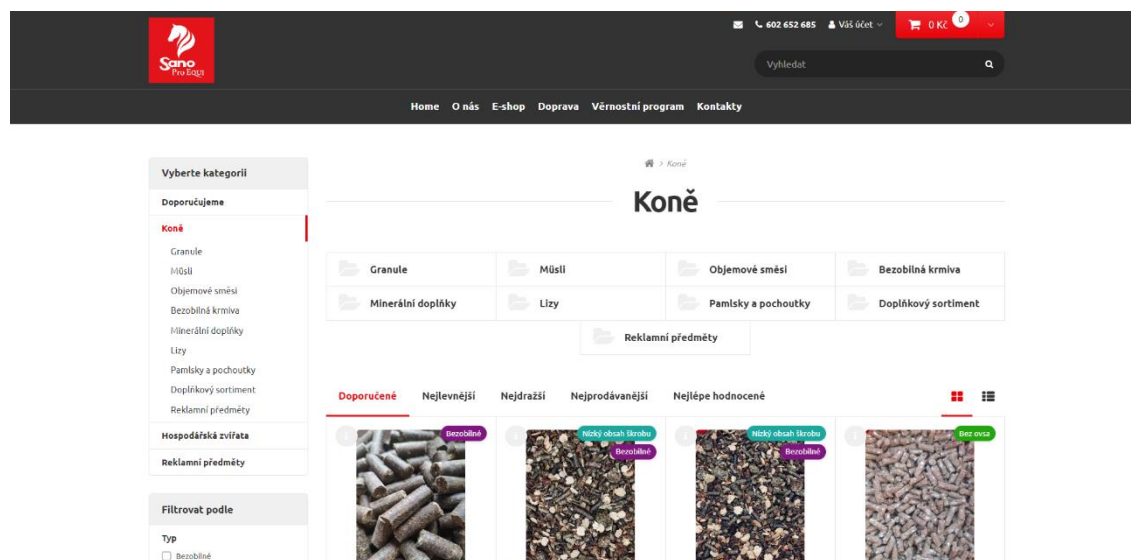 602 652 685 Váš účet 0 Kč 0
Sano
Pro Equi
Vyhledat
Home O nás E-shop Doprava Věrnostní program Kontakty
Vyberte kategorii
Doporučujeme
Koně
Granule
Müsli
Objemové směsi
Bezobilná krmiva
Minerální doplňky
Lizy
Pamlsky a pochoutky
Doplňkový sortiment
Reklamní předměty
Hospodářská zvířata
Reklamní předměty
Filtrovat podle
Typ
Bezobilné
> Koně
Koně
Granule Müsli Objemové směsi Bezobilná krmiva
Minerální doplňky Lizy Pamlsky a pochoutky Doplňkový sortiment
Reklamní předměty
Doporučené Nejlevnější Nejdražší Nejprodávanější Nejlépe hodnocené
Bezobilné Nízký obsah škrobu Nízký obsah škrobu Bez ovsa
Bezobilné Bezobilné